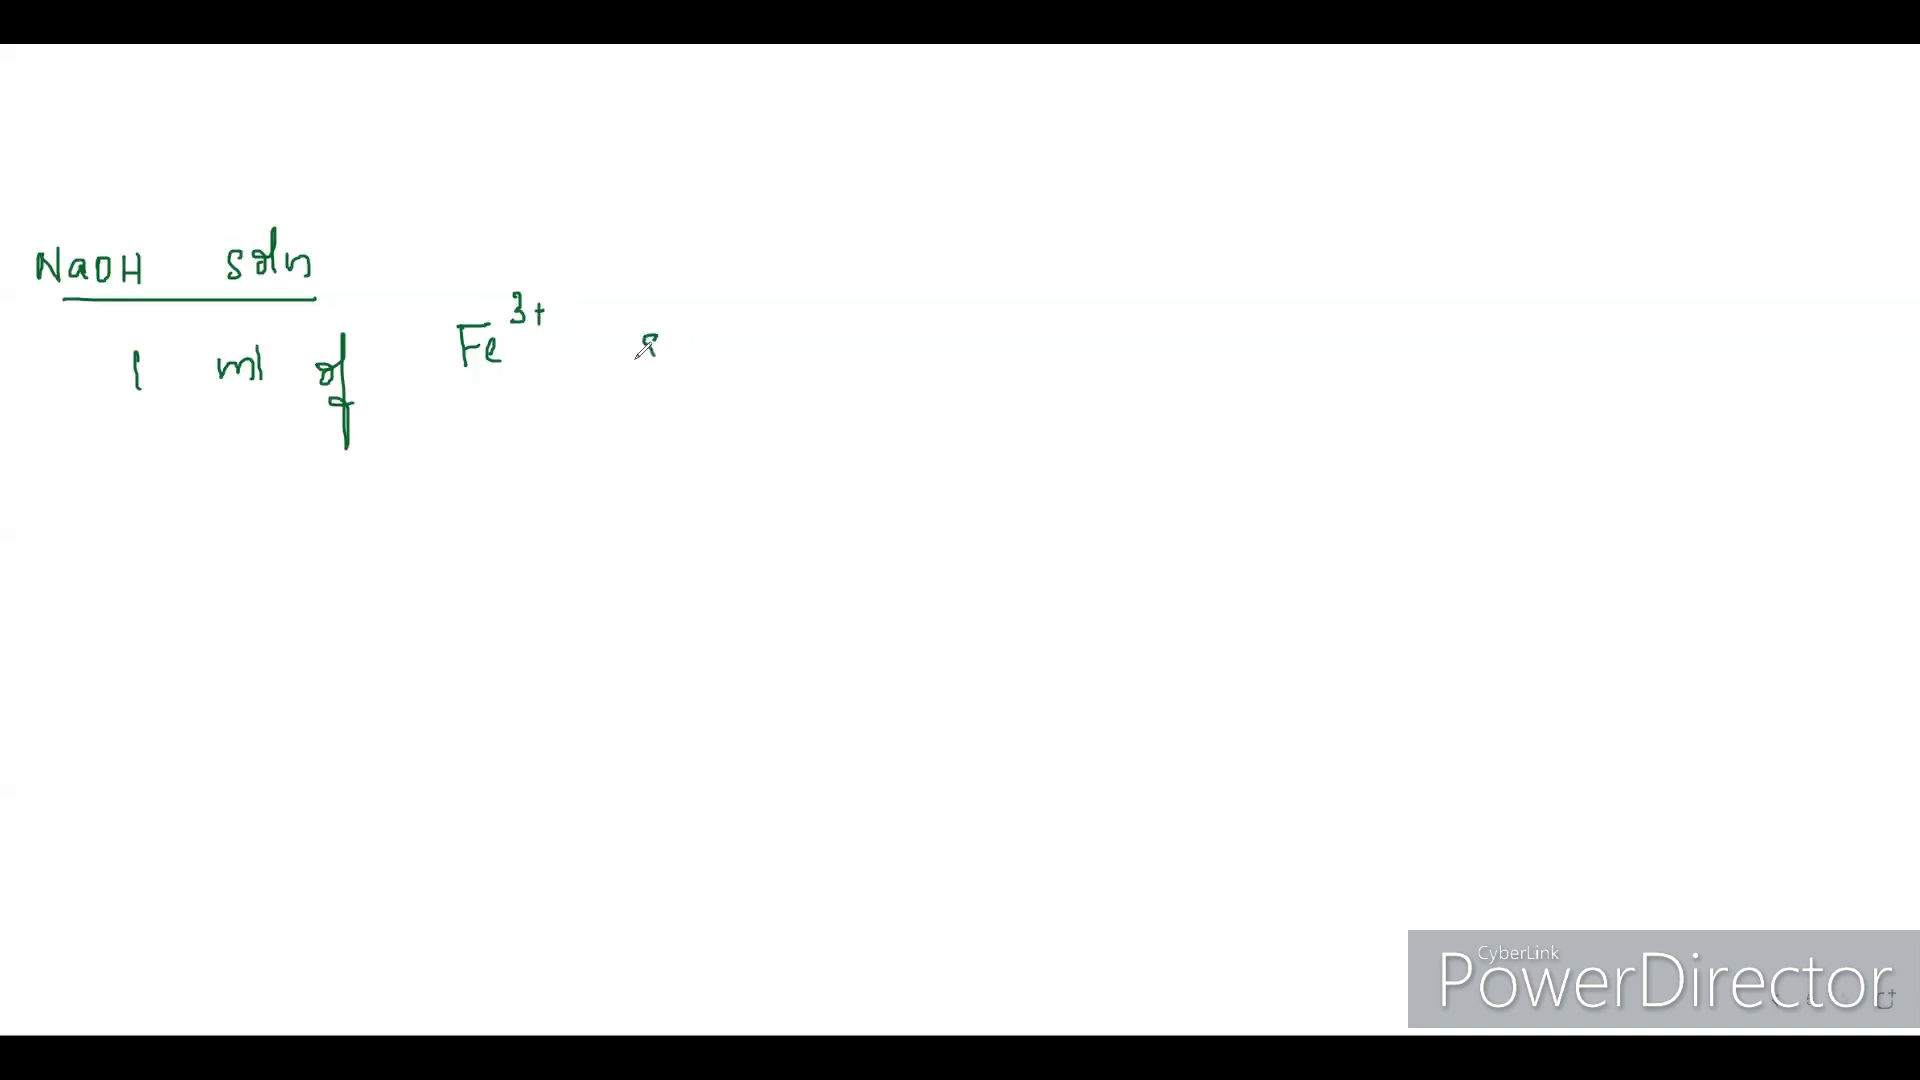 NaOH soln
1 ml of Fe³⁺ s
CyberLink
PowerDirector